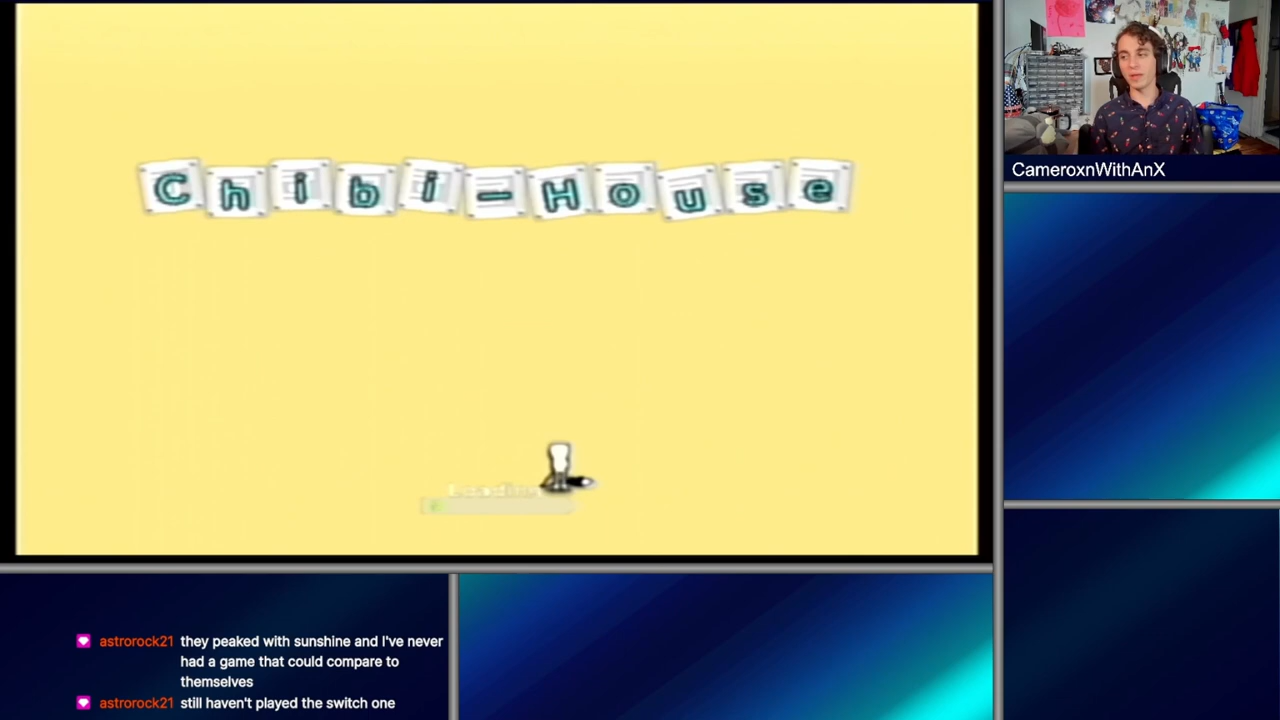 Chibi-House
Loading
CameroxnWithAnX
astrorock21 they peaked with sunshine and I've never
had a game that could compare to
themselves
astrorock21 still haven't played the switch one